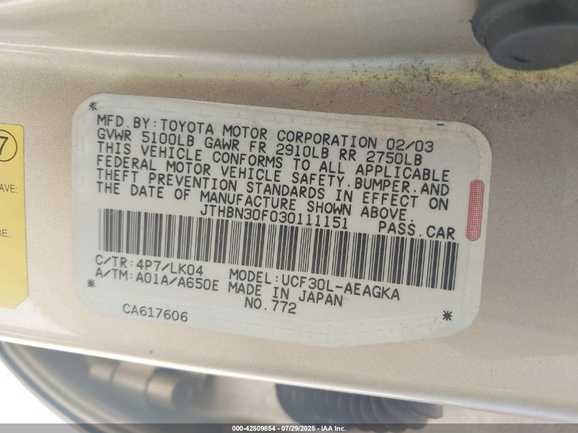 MFD.BY:TOYOTA MOTOR CORPORATION 02/03
GVWR 5100LB GAWR FR 2910LB RR 2750LB
THIS VEHICLE CONFORMS TO ALL APPLICABLE
FEDERAL MOTOR VEHICLE SAFETY,BUMPER,AND
THEFT PREVENTION STANDARDS IN EFFECT ON
THE DATE OF MANUFACTURE SHOWN ABOVE.
JTHBN30F030111151 PASS.CAR
C/TR:4P7/LK04 MODEL:UCF30L-AEAGKA
A/TM:A01A/A650E MADE IN JAPAN
NO.772
CA617606
7
AVE:
RE.
000-42809854 - 07/29/2025 - IAA Inc.